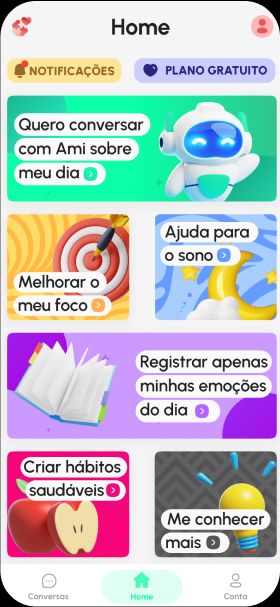 Home
NOTIFICAÇÕES
PLANO GRATUITO
Quero conversar
com Ami sobre
meu dia
Melhorar o
meu foco
Ajuda para
o sono
Registrar apenas
minhas emoções
do dia
Criar hábitos
saudáveis
Me conhecer
mais
Conversas
Home
Conta